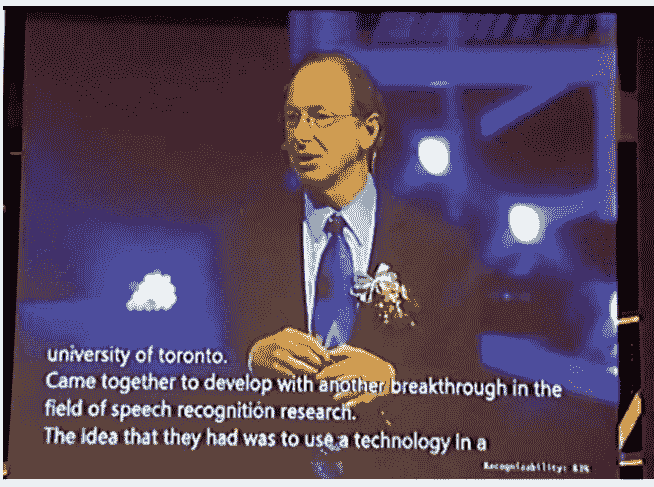 university of toronto.
Came together to develop with another breakthrough in the
field of speech recognition research.
The idea that they had was to use a technology in a
Recognizability: